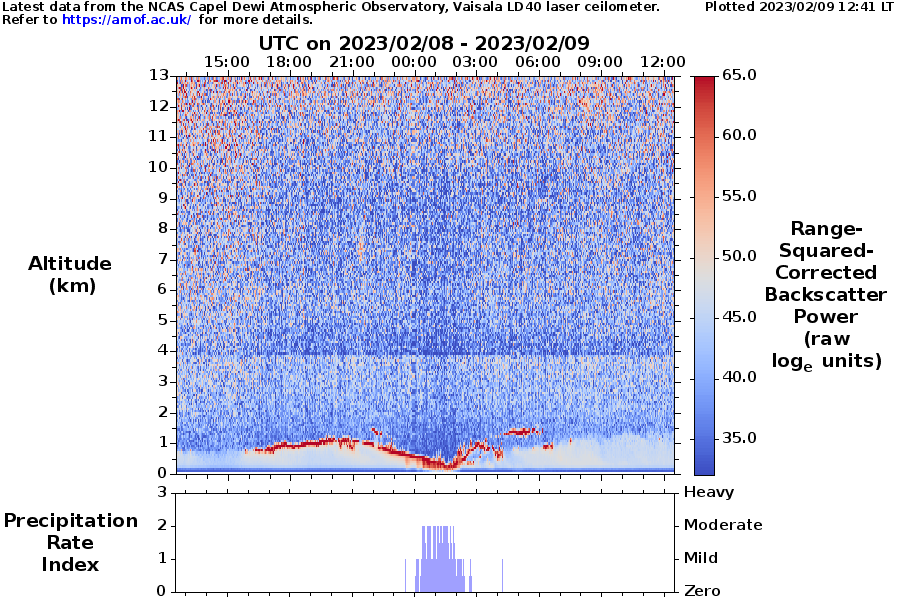 Latest data from the NCAS Capel Dewi Atmospheric Observatory, Vaisala LD40 laser ceilometer. Plotted 2023/02/09 12:41 LT
Refer to https://amof.ac.uk/ for more details.
UTC on 2023/02/08 - 2023/02/09
15:00 18:00 21:00 00:00 03:00 06:00 09:00 12:00
13
12
11
10
9
8
7
6
5
4
3
2
1
0
Altitude
(km)
65.0
60.0
55.0
50.0
45.0
40.0
35.0
Range-
Squared-
Corrected
Backscatter
Power
(raw
logₑ units)
3
2
1
0
Precipitation
Rate
Index
Heavy
Moderate
Mild
Zero